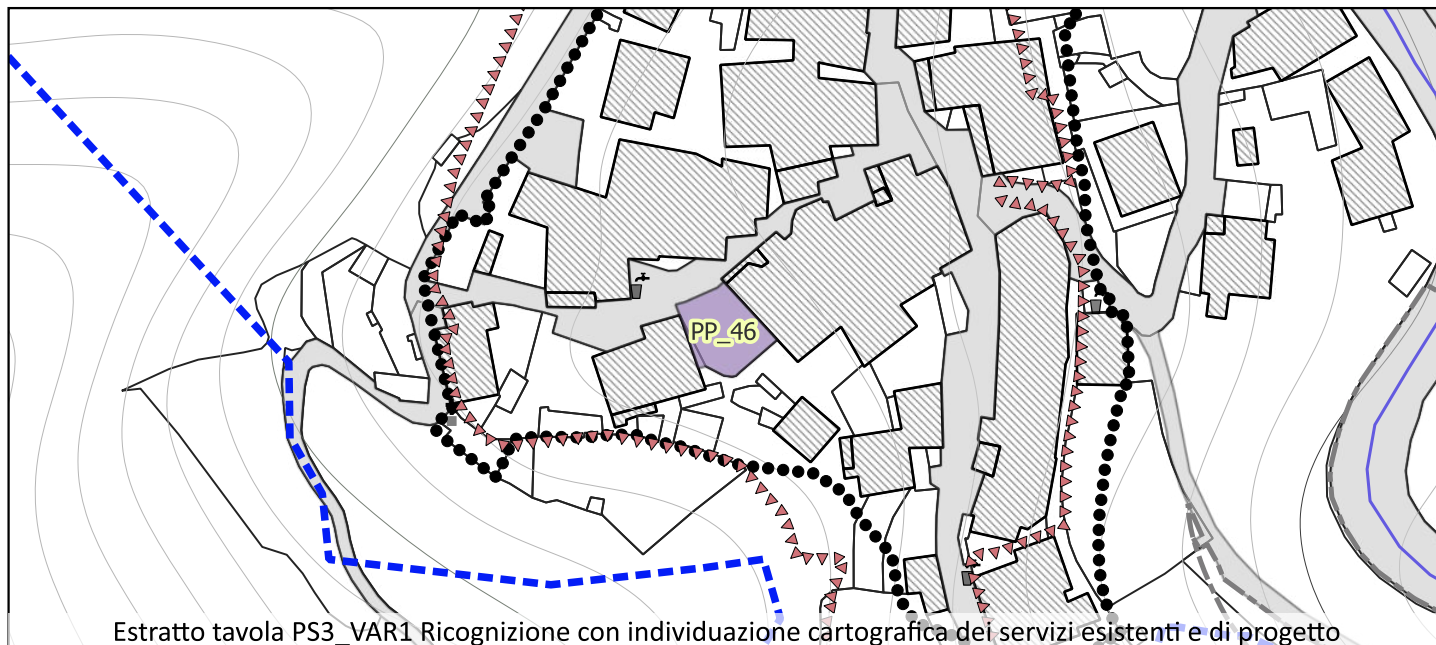 PP_46
Estratto tavola PS3_VAR1 Ricognizione con individuazione cartografica dei servizi esistenti e di progetto